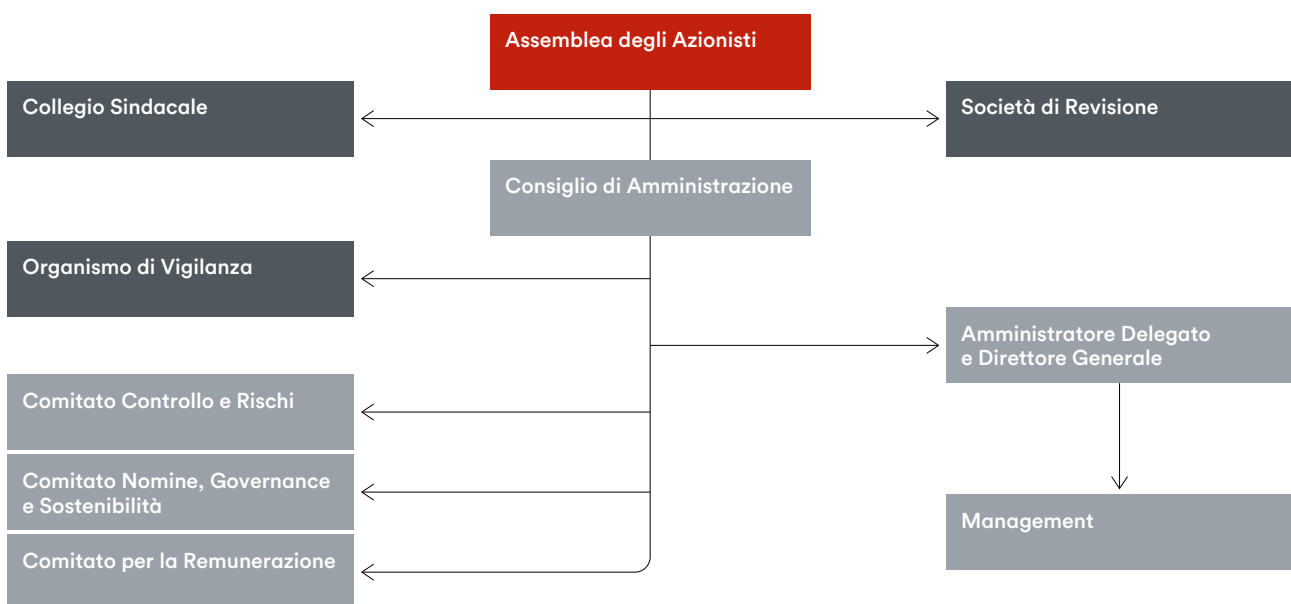 Assemblea degli Azionisti
Collegio Sindacale
Società di Revisione
Consiglio di Amministrazione
Organismo di Vigilanza
Amministratore Delegato
e Direttore Generale
Comitato Controllo e Rischi
Comitato Nomine, Governance
e Sostenibilità
Management
Comitato per la Remunerazione